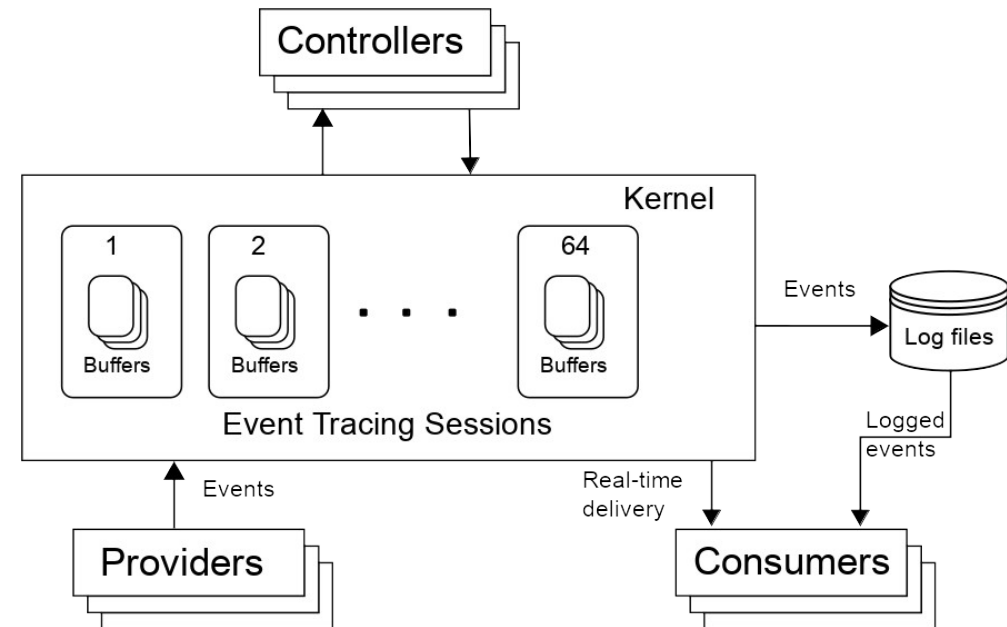 Controllers
Kernel
1
2
64
Buffers
Buffers
Buffers
. . .
Event Tracing Sessions
Events
Log files
Logged
events
Events
Real-time
delivery
Providers
Consumers